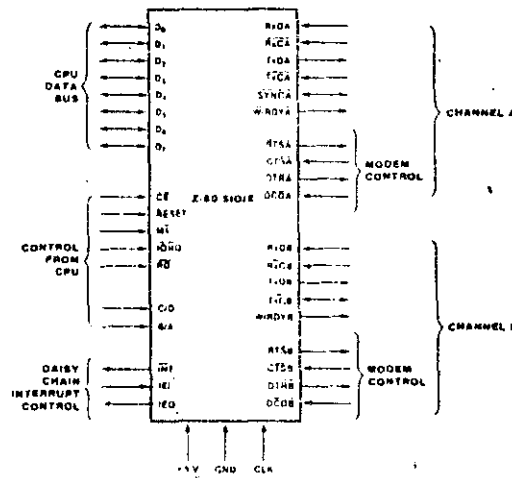 CPU
DATA
BUS
D0
D1
D2
D3
D4
D5
D6
D7
CONTROL
FROM
CPU
CE
RESET
M1
IORQ
RD
C/D
B/A
DAISY
CHAIN
INTERRUPT
CONTROL
INT
IEI
IEO
Z-80 SIO/
RxDA
RxCA
TxDA
TxCA
SYNCA
W/RDYA
RTSA
CTSA
DTRA
DCDA
MODEM
CONTROL
CHANNEL A
RxDB
RxCB
TxDB
W/RDYB
RTSB
CTSB
DTRB
DCDB
MODEM
CONTROL
CHANNEL
+5V
GND
CLK